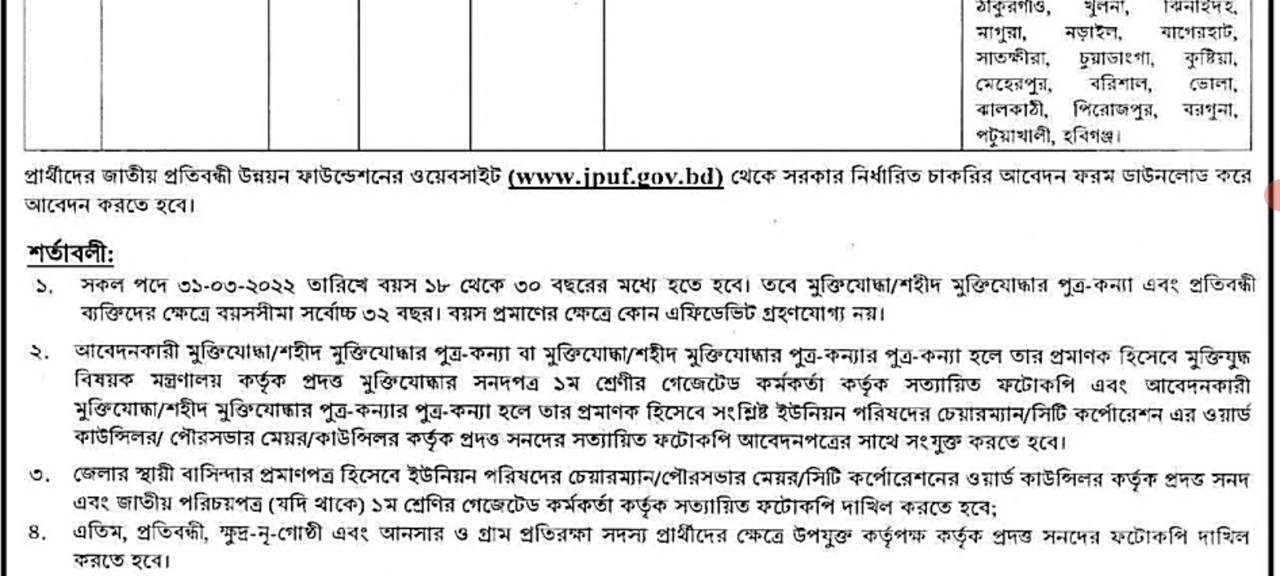 ঠাকুরগাঁও, খুলনা, ঝিনাইদহ,
মাগুরা, নড়াইল, বাগেরহাট,
সাতক্ষীরা, চুয়াডাংগা, কুষ্টিয়া,
মেহেরপুর, বরিশাল, ভোলা,
ঝালকাঠী, পিরোজপুর, বরগুনা,
পটুয়াখালী, হবিগঞ্জ।
প্রার্থীদের জাতীয় প্রতিবন্ধী উন্নয়ন ফাউন্ডেশনের ওয়েবসাইট (www.jpuf.gov.bd) থেকে সরকার নির্ধারিত চাকরির আবেদন ফরম ডাউনলোড করে
আবেদন করতে হবে।
শর্তাবলী:
১. সকল পদে ৩১-০৩-২০২২ তারিখে বয়স ১৮ থেকে ৩০ বছরের মধ্যে হতে হবে। তবে মুক্তিযোদ্ধা/শহীদ মুক্তিযোদ্ধার পুত্র-কন্যা এবং প্রতিবন্ধী
ব্যক্তিদের ক্ষেত্রে বয়সসীমা সর্বোচ্চ ৩২ বছর। বয়স প্রমাণের ক্ষেত্রে কোন এফিডেভিট গ্রহণযোগ্য নয়।
২. আবেদনকারী মুক্তিযোদ্ধা/শহীদ মুক্তিযোদ্ধার পুত্র-কন্যা বা মুক্তিযোদ্ধা/শহীদ মুক্তিযোদ্ধার পুত্র-কন্যার পুত্র-কন্যা হলে তার প্রমাণক হিসেবে মুক্তিযুদ্ধ
বিষয়ক মন্ত্রণালয় কর্তৃক প্রদত্ত মুক্তিযোদ্ধার সনদপত্র ১ম শ্রেণীর গেজেটেড কর্মকর্তা কর্তৃক সত্যায়িত ফটোকপি এবং আবেদনকারী
মুক্তিযোদ্ধা/শহীদ মুক্তিযোদ্ধার পুত্র-কন্যার পুত্র-কন্যা হলে তার প্রমাণক হিসেবে সংশ্লিষ্ট ইউনিয়ন পরিষদের চেয়ারম্যান/সিটি কর্পোরেশন এর ওয়ার্ড
কাউন্সিলর/ পৌরসভার মেয়র/কাউন্সিলর কর্তৃক প্রদত্ত সনদের সত্যায়িত ফটোকপি আবেদনপত্রের সাথে সংযুক্ত করতে হবে।
৩. জেলার স্থায়ী বাসিন্দার প্রমাণপত্র হিসেবে ইউনিয়ন পরিষদের চেয়ারম্যান/পৌরসভার মেয়র/সিটি কর্পোরেশনের ওয়ার্ড কাউন্সিলর কর্তৃক প্রদত্ত সনদ
এবং জাতীয় পরিচয়পত্র (যদি থাকে) ১ম শ্রেণির গেজেটেড কর্মকর্তা কর্তৃক সত্যায়িত ফটোকপি দাখিল করতে হবে;
৪. এতিম, প্রতিবন্ধী, ক্ষুদ্র-নৃ-গোষ্ঠী এবং আনসার ও গ্রাম প্রতিরক্ষা সদস্য প্রার্থীদের ক্ষেত্রে উপযুক্ত কর্তৃপক্ষ কর্তৃক প্রদত্ত সনদের ফটোকপি দাখিল
করতে হবে।